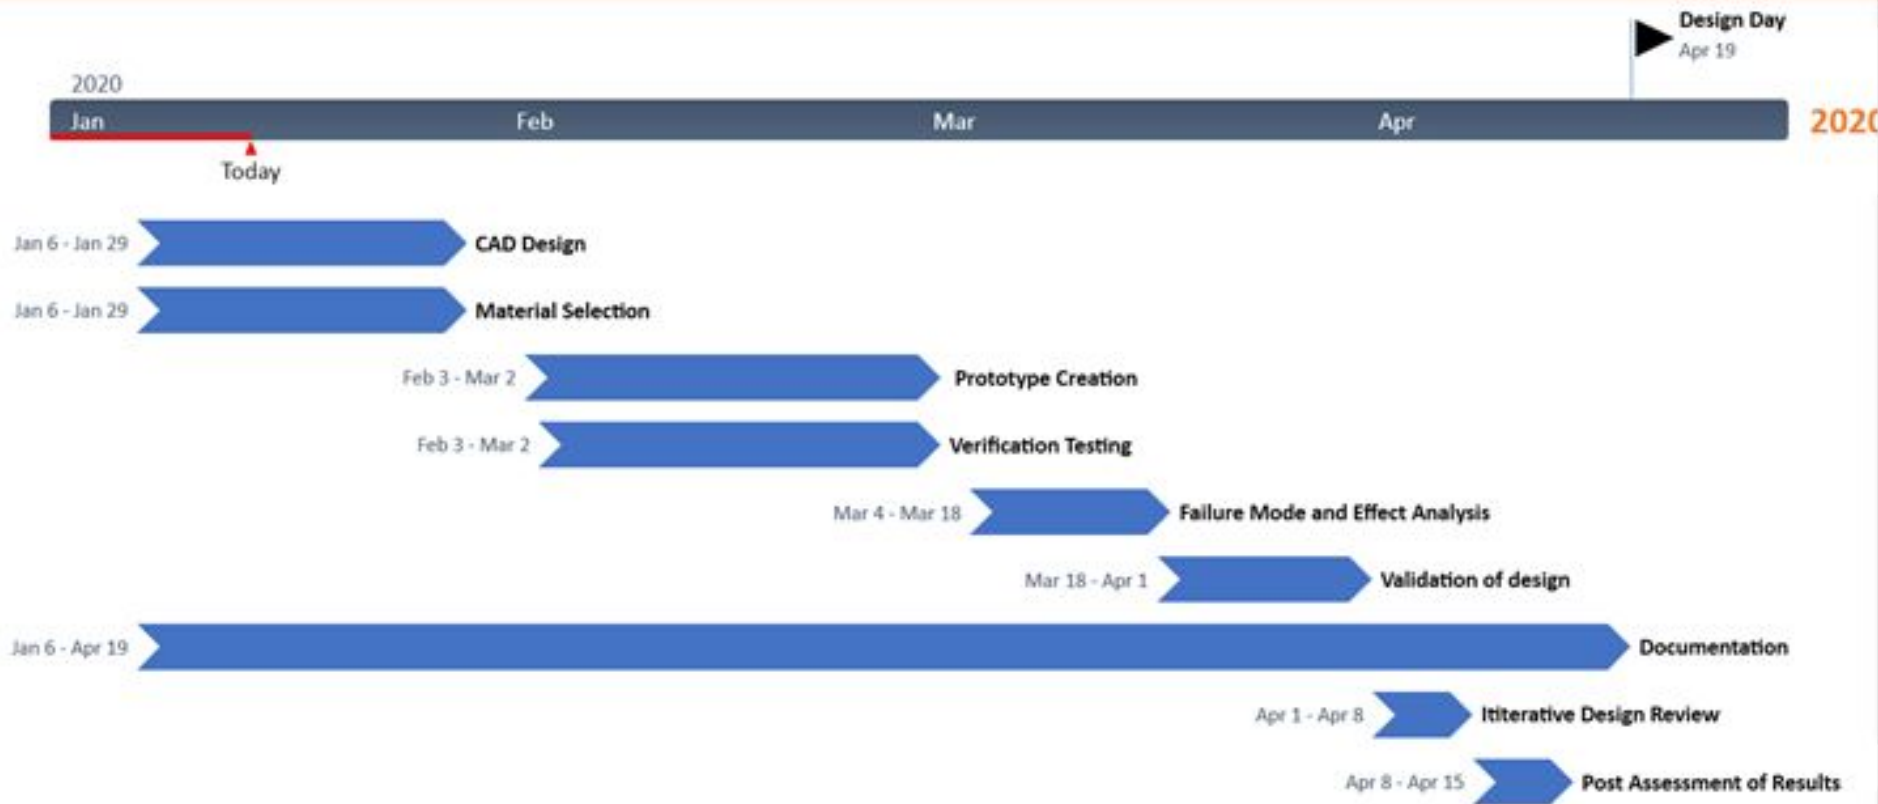 Design Day
Apr 19
2020
Jan Feb Mar Apr
2020
Today
Jan 6 - Jan 29 CAD Design
Jan 6 - Jan 29 Material Selection
Feb 3 - Mar 2 Prototype Creation
Feb 3 - Mar 2 Verification Testing
Mar 4 - Mar 18 Failure Mode and Effect Analysis
Mar 18 - Apr 1 Validation of design
Jan 6 - Apr 19 Documentation
Apr 1 - Apr 8 Ititerative Design Review
Apr 8 - Apr 15 Post Assessment of Results